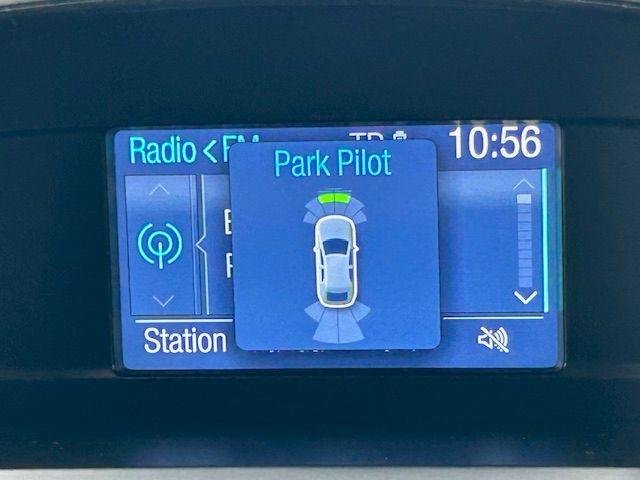 Radio < FM
10:56
Park Pilot
Station